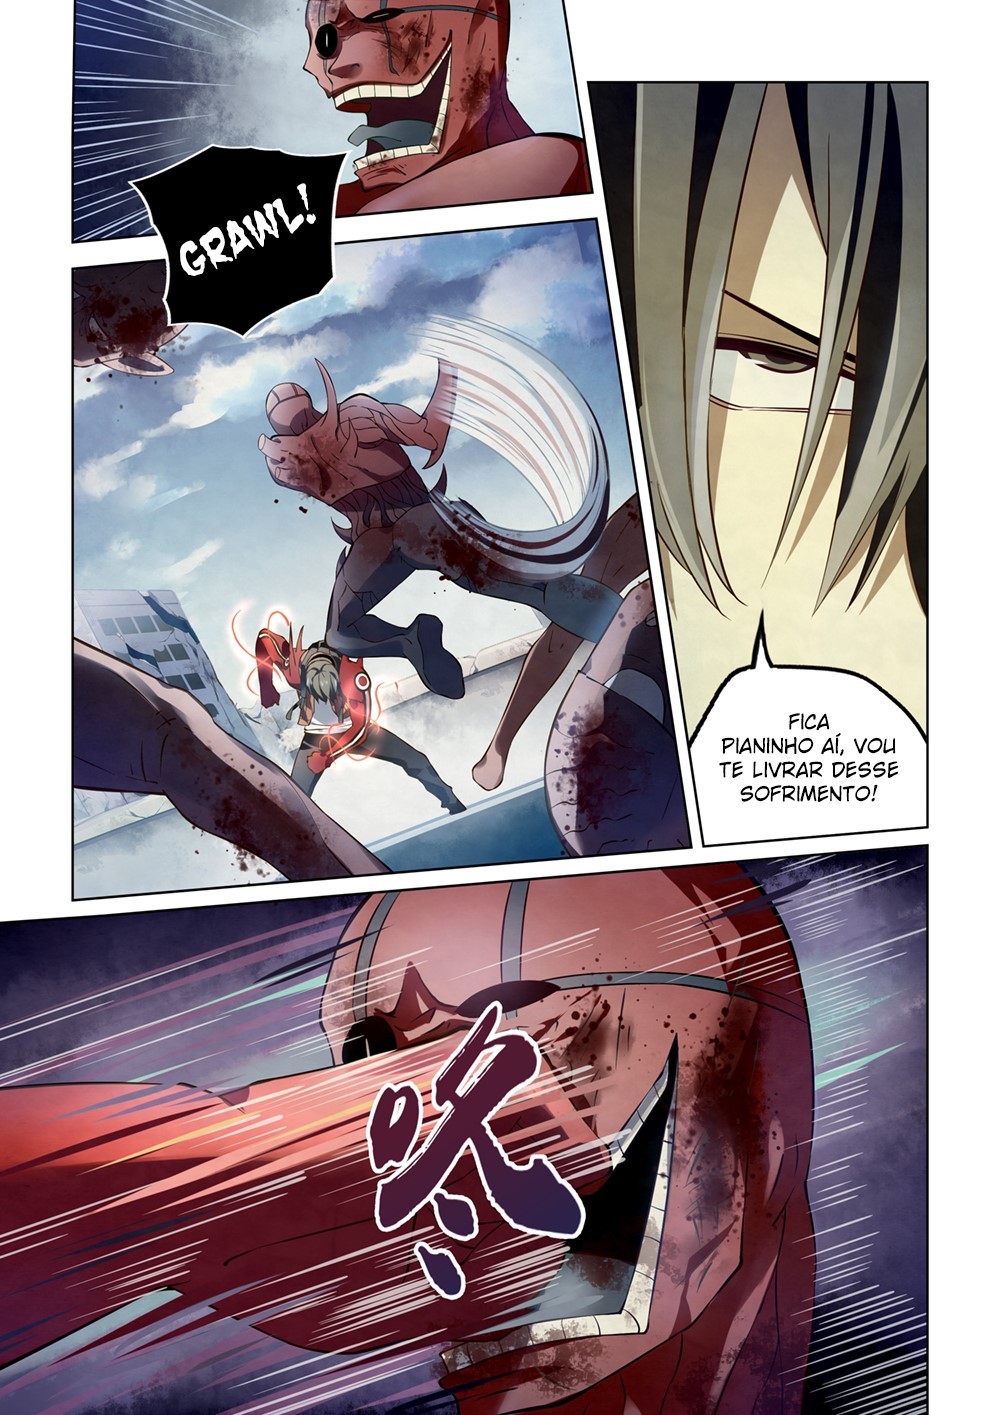 GRAWL!
FICA
PIANINHO AÍ, VOU
TE LIVRAR DESSE
SOFRIMENTO!
咚